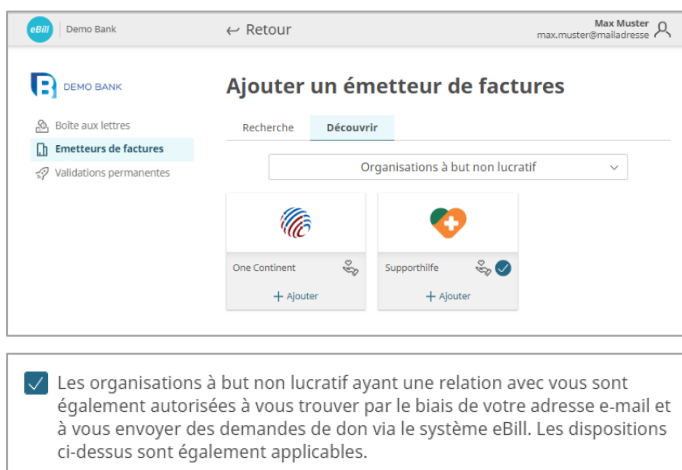 eBill
Demo Bank
← Retour
Max Muster
max.muster@mailadresse
DEMO BANK
Ajouter un émetteur de factures
Boîte aux lettres
Emetteurs de factures
Validations permanentes
Recherche
Découvrir
Organisations à but non lucratif
One Continent
Supporthilfe
+ Ajouter
+ Ajouter
Les organisations à but non lucratif ayant une relation avec vous sont
également autorisées à vous trouver par le biais de votre adresse e-mail et
à vous envoyer des demandes de don via le système eBill. Les dispositions
ci-dessus sont également applicables.